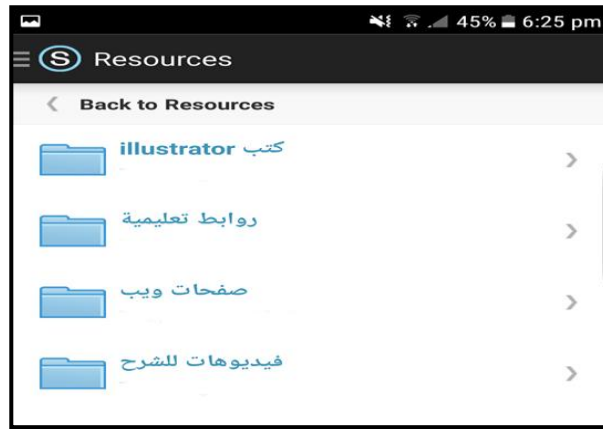 45% 6:25 pm
S Resources
Back to Resources
كتب illustrator
روابط تعليمية
صفحات ويب
فيديوهات للشرح